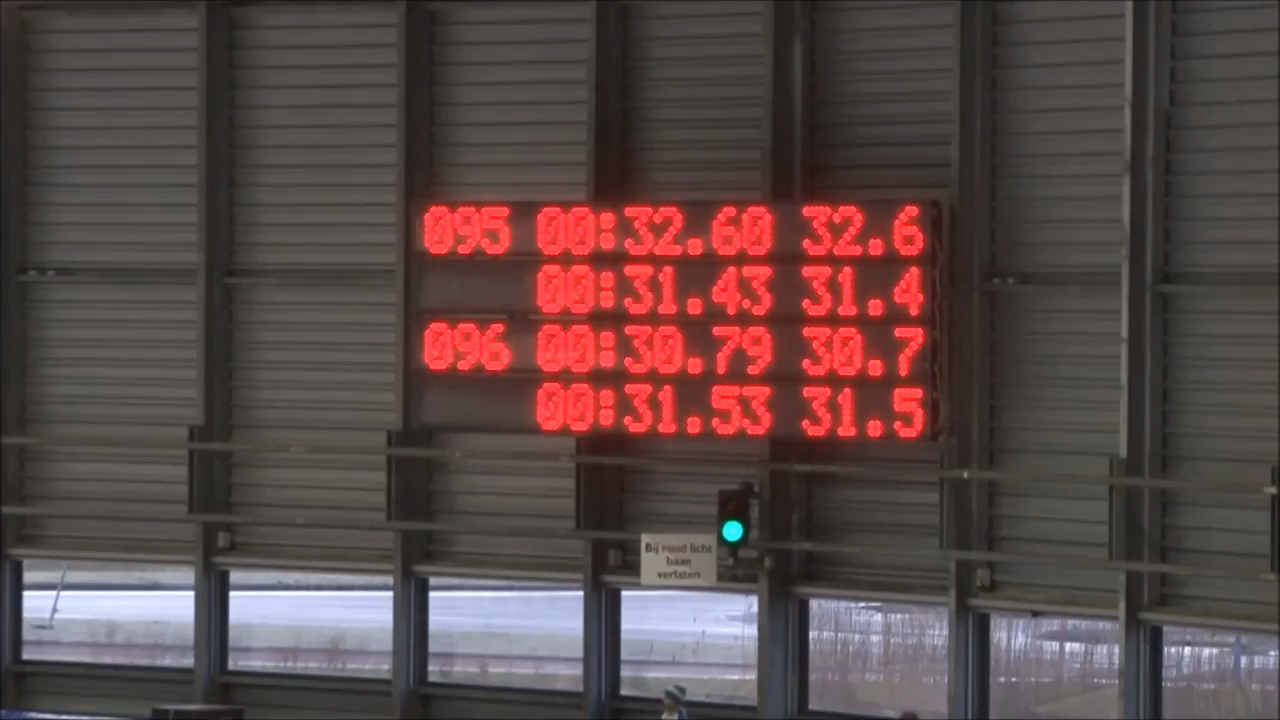 095 00:32.60 32.6
00:31.43 31.4
096 00:30.79 30.7
00:31.53 31.5
Bij rood licht
baan
verlaten